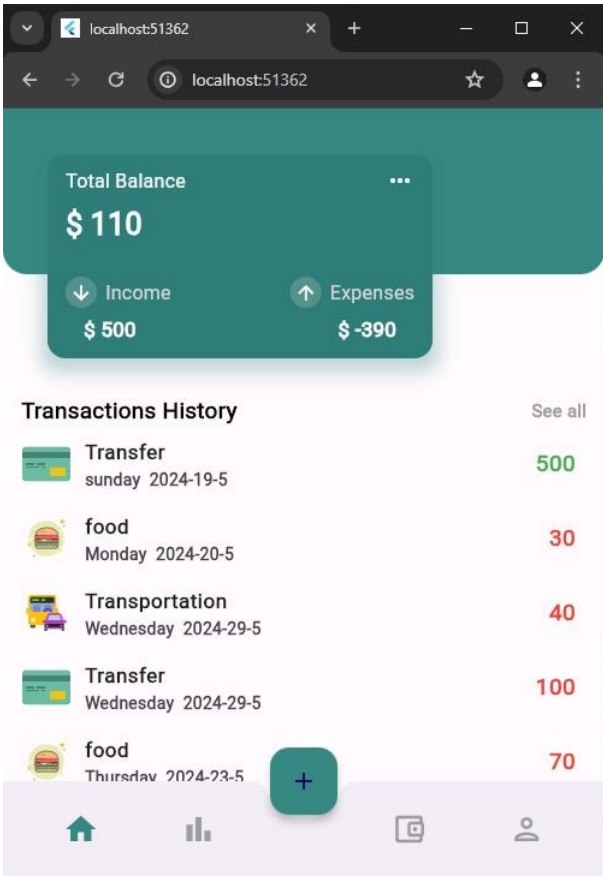 localhost:51362
localhost:51362
Total Balance
$ 110
Income
Expenses
$ 500
$ -390
Transactions History
See all
Transfer
500
sunday 2024-19-5
food
30
Monday 2024-20-5
Transportation
40
Wednesday 2024-29-5
Transfer
100
Wednesday 2024-29-5
food
70
Thursday 2024-23-5